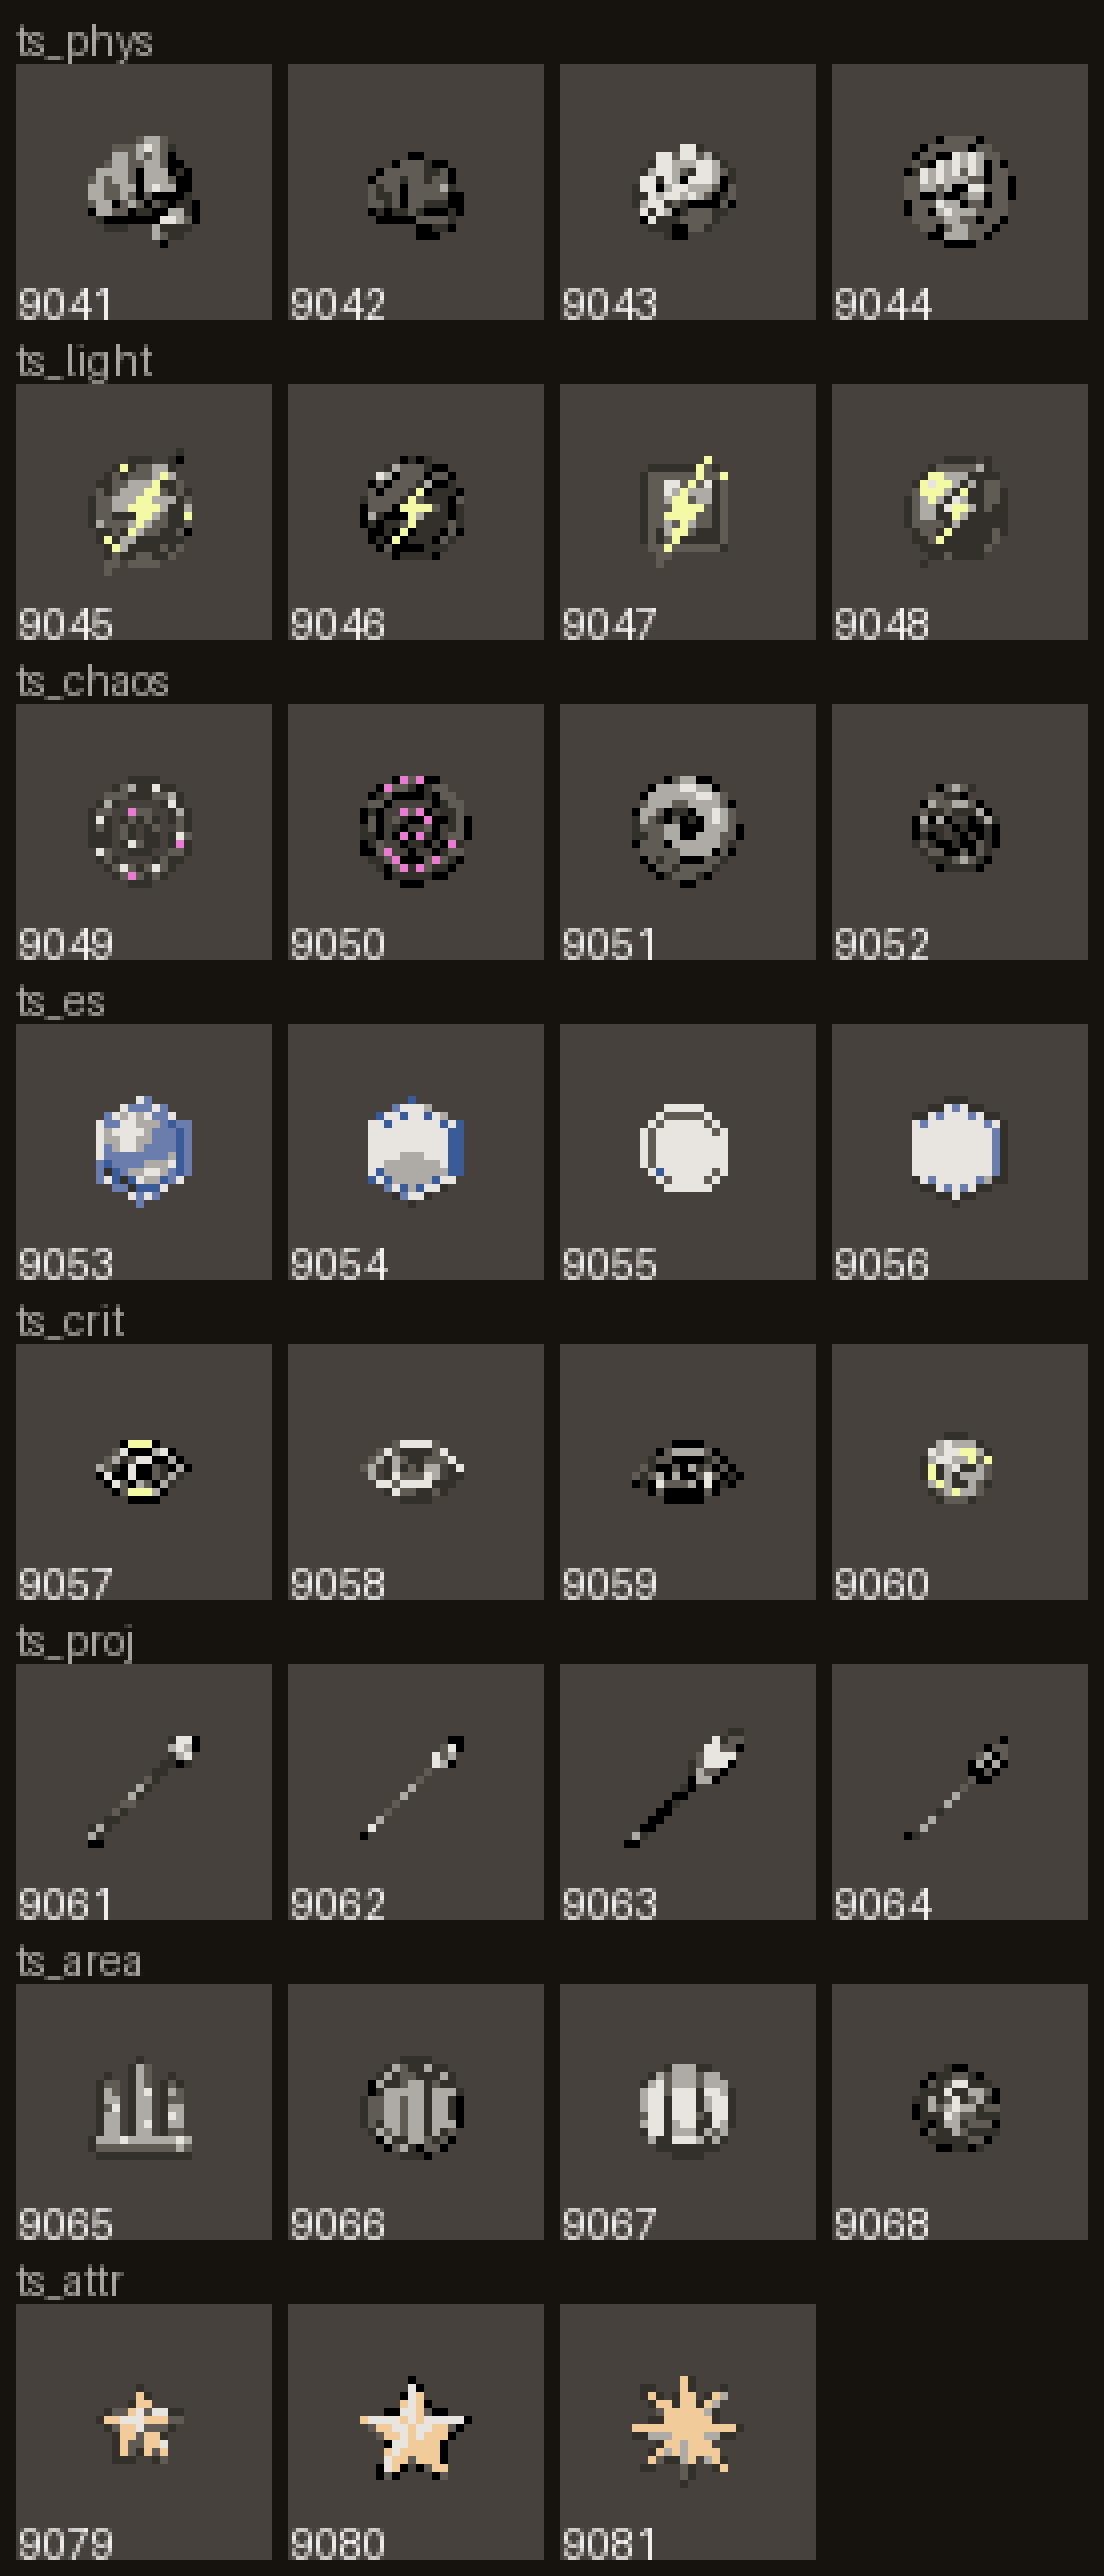 ts_phys
9041 9042 9043 9044
ts_light
9045 9046 9047 9048
ts_chaos
9049 9050 9051 9052
ts_es
9053 9054 9055 9056
ts_crit
9057 9058 9059 9060
ts_proj
9061 9062 9063 9064
ts_area
9065 9066 9067 9068
ts_attr
9079 9080 9081